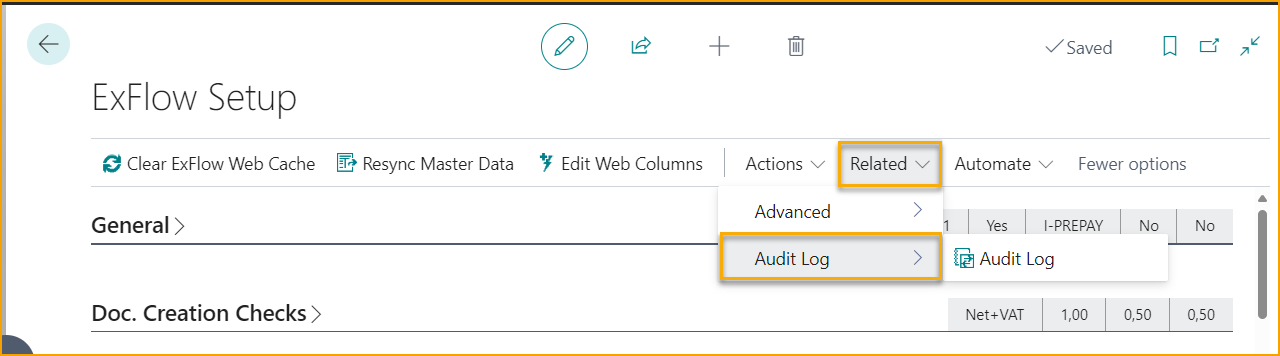 Saved
ExFlow Setup
Clear ExFlow Web Cache Resync Master Data Edit Web Columns Actions Related Automate Fewer options
Advanced
General 1 Yes I-PREPAY No No
Audit Log Audit Log
Doc. Creation Checks Net+VAT 1,00 0,50 0,50